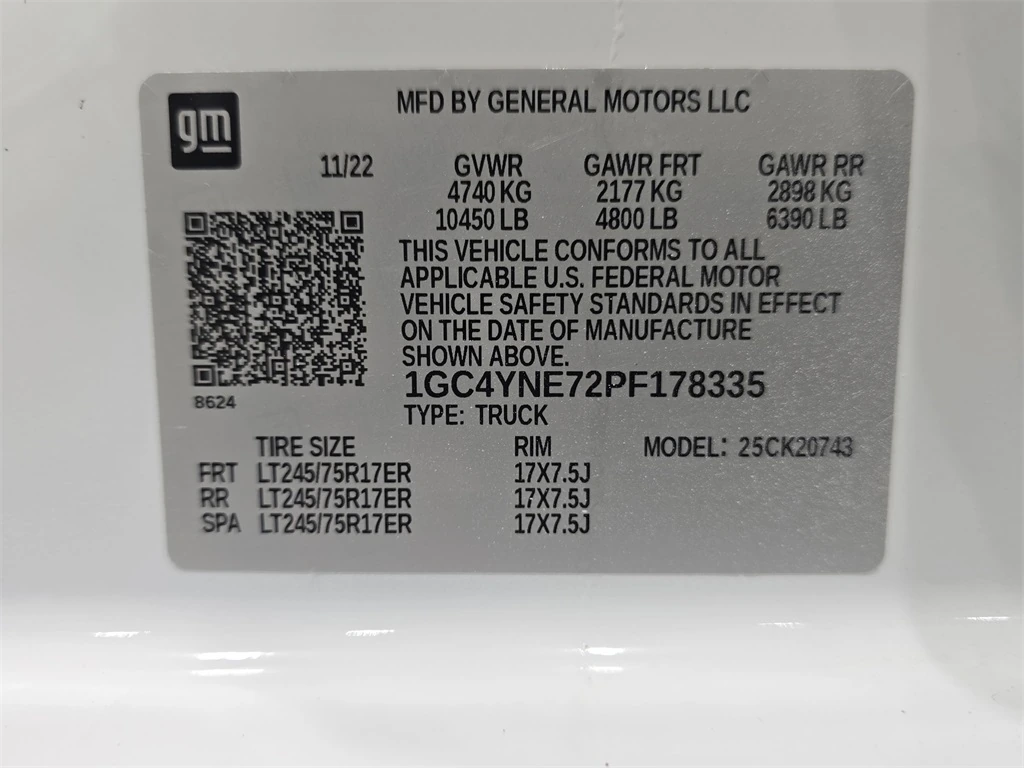 gm
MFD BY GENERAL MOTORS LLC
11/22 GVWR GAWR FRT GAWR RR
4740 KG 2177 KG 2898 KG
10450 LB 4800 LB 6390 LB
THIS VEHICLE CONFORMS TO ALL
APPLICABLE U.S. FEDERAL MOTOR
VEHICLE SAFETY STANDARDS IN EFFECT
ON THE DATE OF MANUFACTURE
SHOWN ABOVE.
1GC4YNE72PF178335
8624
TYPE: TRUCK
TIRE SIZE RIM MODEL: 25CK20743
FRT LT245/75R17ER 17X7.5J
RR LT245/75R17ER 17X7.5J
SPA LT245/75R17ER 17X7.5J